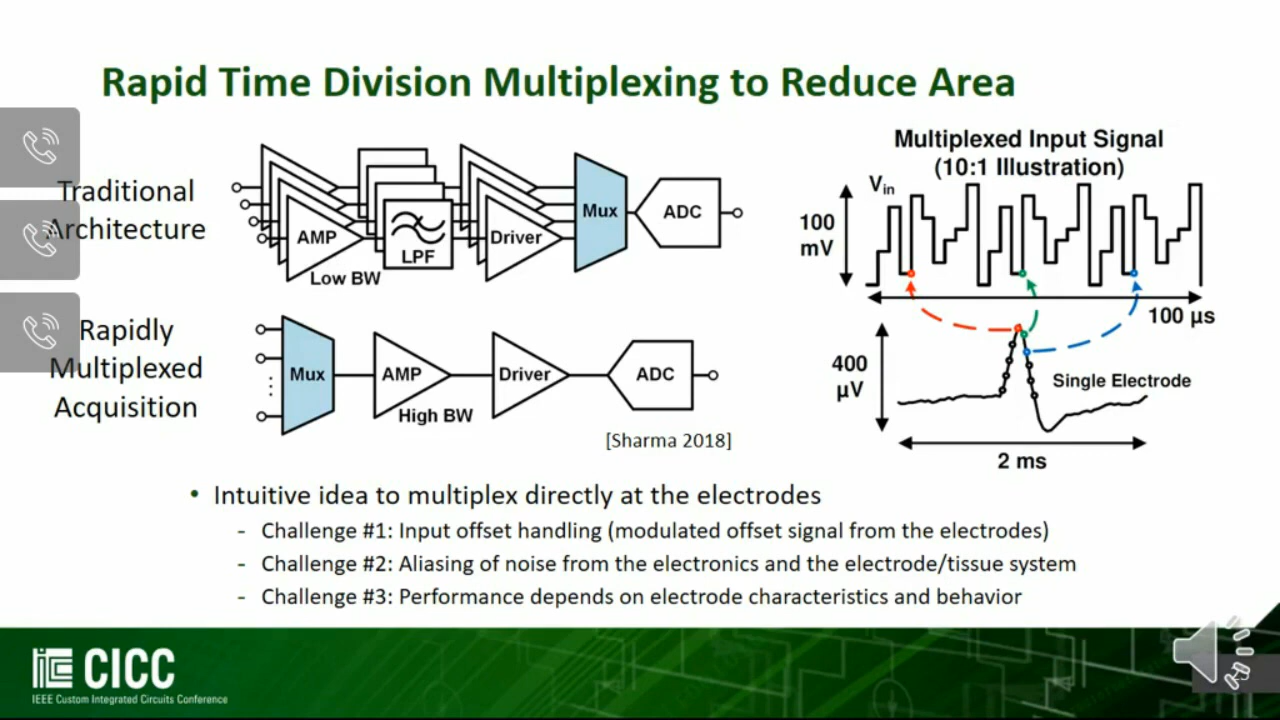 Rapid Time Division Multiplexing to Reduce Area
Traditional
Architecture
AMP
Low BW
LPF
Driver
Mux
ADC
Rapidly
Multiplexed
Acquisition
Mux
AMP
High BW
Driver
ADC
[Sharma 2018]
Multiplexed Input Signal
(10:1 Illustration)
Vin
100
mV
100 µs
400
µV
Single Electrode
2 ms
• Intuitive idea to multiplex directly at the electrodes
- Challenge #1: Input offset handling (modulated offset signal from the electrodes)
- Challenge #2: Aliasing of noise from the electronics and the electrode/tissue system
- Challenge #3: Performance depends on electrode characteristics and behavior
CICC
IEEE Custom Integrated Circuits Conference